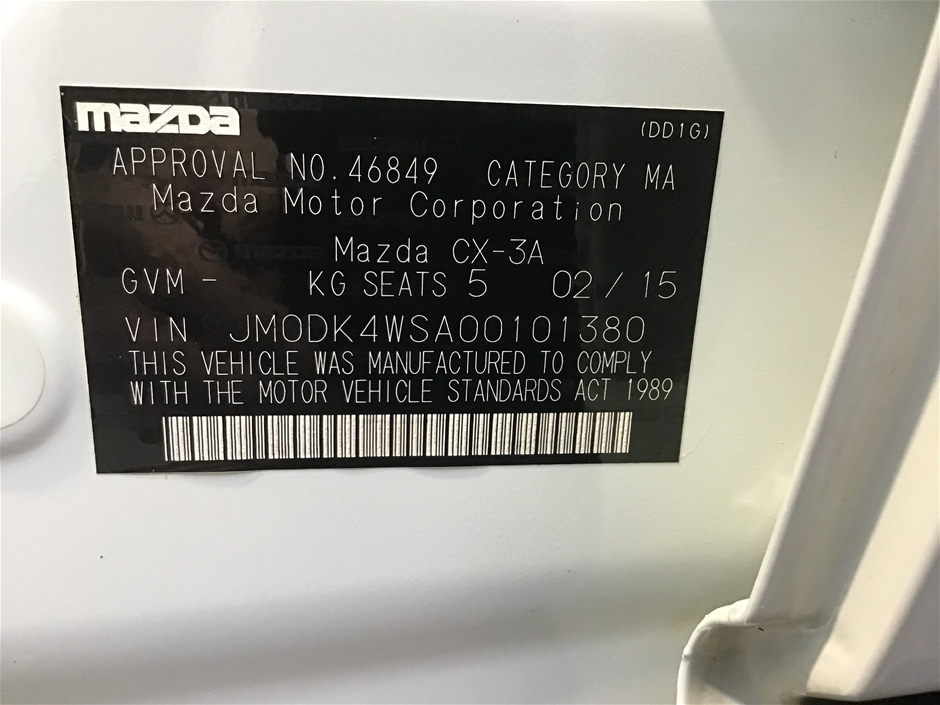 mazda (DD1G)
APPROVAL NO. 46849 CATEGORY MA
Mazda Motor Corporation
Mazda CX-3A
GVM - KG SEATS 5 02 / 15
VIN JM0DK4WSA00101380
THIS VEHICLE WAS MANUFACTURED TO COMPLY
WITH THE MOTOR VEHICLE STANDARDS ACT 1989